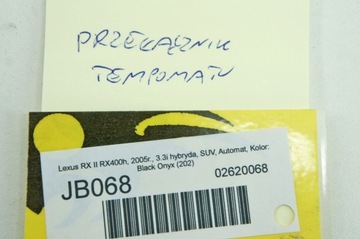 PRZEŁĄCZNIK
TEMPOMATU
Lexus RX II RX400h, 2005r., 3.3i hybryda, SUV, Automat, Kolor:
Black Onyx (202)
JB068
02620068